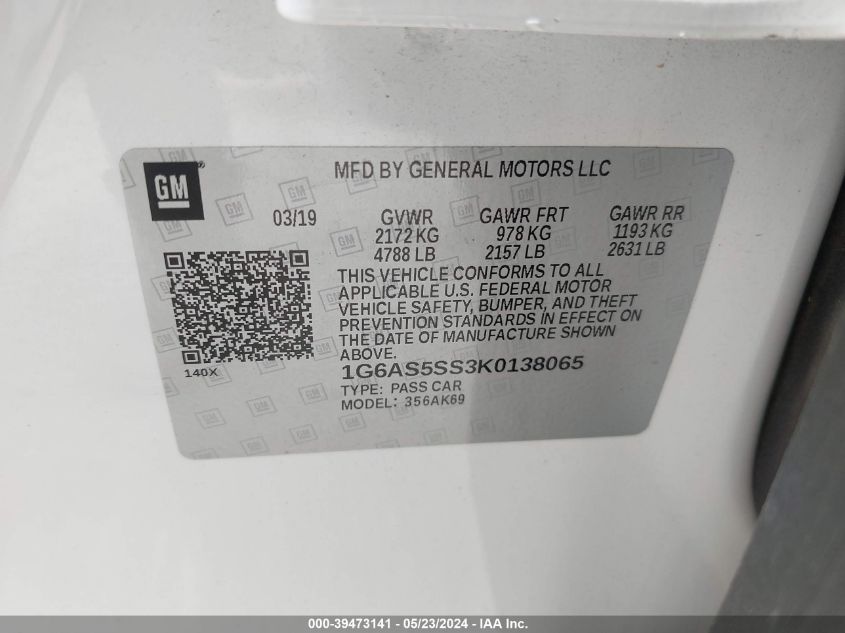 GM
MFD BY GENERAL MOTORS LLC
03/19 GVWR GAWR FRT GAWR RR
2172 KG 978 KG 1193 KG
4788 LB 2157 LB 2631 LB
THIS VEHICLE CONFORMS TO ALL
APPLICABLE U.S. FEDERAL MOTOR
VEHICLE SAFETY, BUMPER, AND THEFT
PREVENTION STANDARDS IN EFFECT ON
THE DATE OF MANUFACTURE SHOWN
ABOVE.
140X
1G6AS5SS3K0138065
TYPE: PASS CAR
MODEL: 356AK69
000-39473141 - 05/23/2024 - IAA Inc.